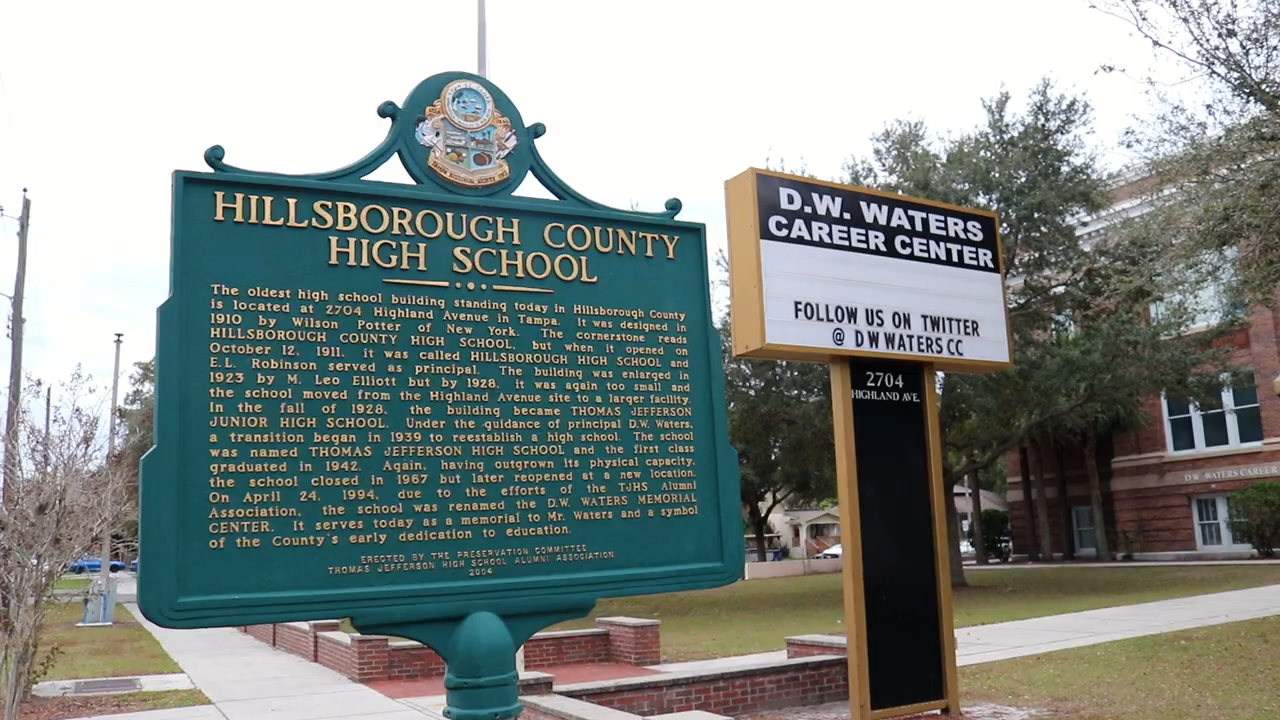 HILLSBOROUGH COUNTY
HIGH SCHOOL
The oldest high school building standing today in Hillsborough County
is located at 2704 Highland Avenue in Tampa. It was designed in
1910 by Wilson Potter of New York. The cornerstone reads
HILLSBOROUGH COUNTY HIGH SCHOOL, but when it opened on
October 12, 1911, it was called HILLSBOROUGH HIGH SCHOOL and
E.L. Robinson served as principal. The building was enlarged in
1923 by M. Leo Elliott but by 1928, it was again too small and
the school moved from the Highland Avenue site to a larger facility.
In the fall of 1928, the building became THOMAS JEFFERSON
JUNIOR HIGH SCHOOL. Under the guidance of principal D.W. Waters,
a transition began in 1939 to reestablish a high school. The school
was named THOMAS JEFFERSON HIGH SCHOOL and the first class
graduated in 1942. Again, having outgrown its physical capacity,
the school closed in 1967 but later reopened at a new location.
On April 24, 1994, due to the efforts of the TJHS Alumni
Association, the school was renamed the D.W. WATERS MEMORIAL
CENTER. It serves today as a memorial to Mr. Waters and a symbol
of the County's early dedication to education.
ERECTED BY THE PRESERVATION COMMITTEE
THOMAS JEFFERSON HIGH SCHOOL ALUMNI ASSOCIATION
2004
D.W. WATERS
CAREER CENTER
FOLLOW US ON TWITTER
@ DWWATERSCC
2704
HIGHLAND AVE.
D.W. WATERS CAREER